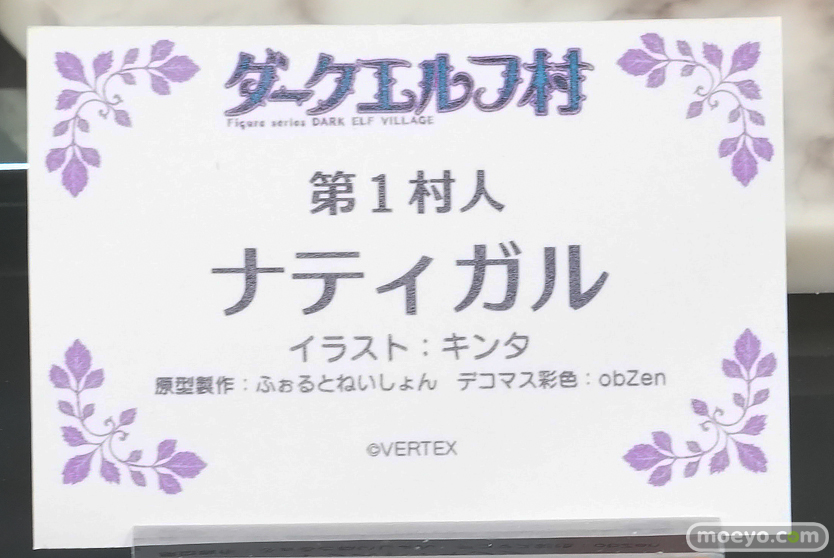 ダークエルフ村
Figure series DARK ELF VILLAGE
第1村人
ナティガル
イラスト：キンタ
原型製作：ふぉるとねいしょん　デコマス彩色：obZen
©VERTEX
moeyo.com